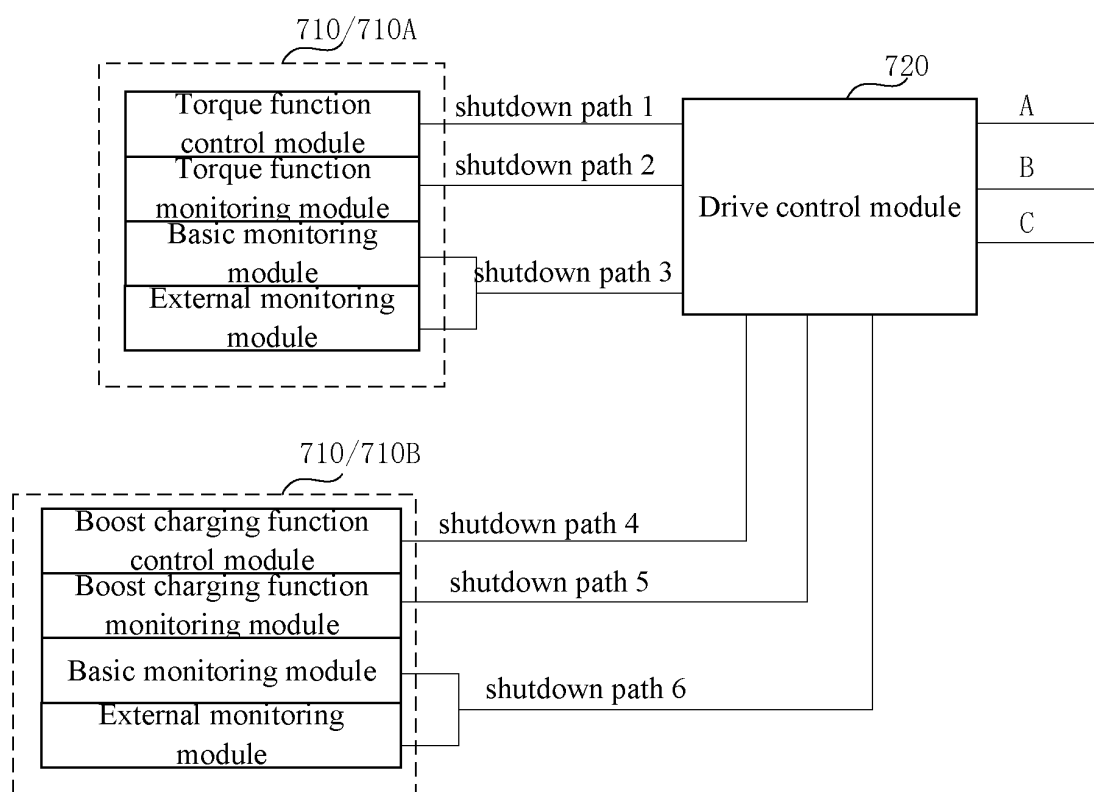 710/710A
720
Torque function
control module
shutdown path 1
A
Torque function
monitoring module
shutdown path 2
B
Drive control module
Basic monitoring
module
C
shutdown path 3
External monitoring
module
710/710B
Boost charging function
control module
shutdown path 4
Boost charging function
monitoring module
shutdown path 5
Basic monitoring module
shutdown path 6
External monitoring
module